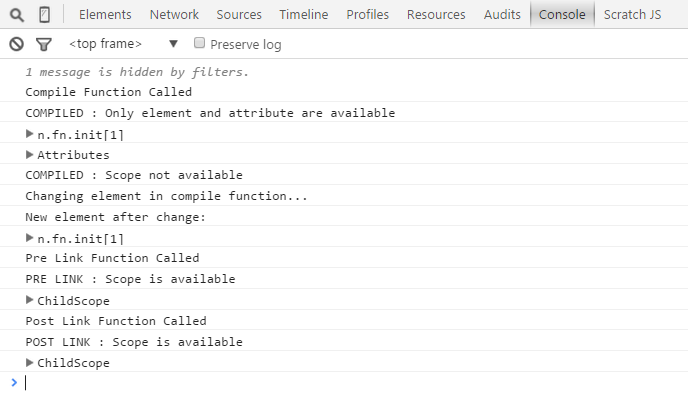 Elements Network Sources Timeline Profiles Resources Audits Console Scratch JS
<top frame> Preserve log
1 message is hidden by filters.
Compile Function Called
COMPILED : Only element and attribute are available
n.fn.init[1]
Attributes
COMPILED : Scope not available
Changing element in compile function...
New element after change:
n.fn.init[1]
Pre Link Function Called
PRE LINK : Scope is available
ChildScope
Post Link Function Called
POST LINK : Scope is available
ChildScope